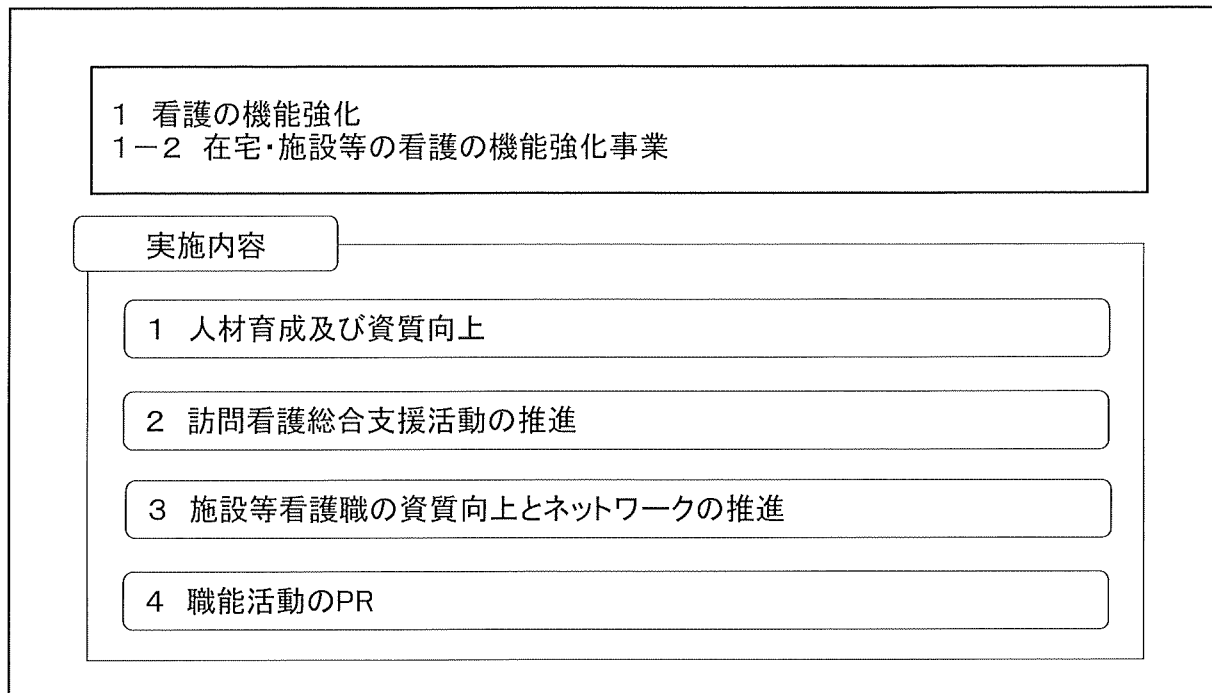 1 看護の機能強化
1－2 在宅・施設等の看護の機能強化事業
実施内容
1 人材育成及び資質向上
2 訪問看護総合支援活動の推進
3 施設等看護職の資質向上とネットワークの推進
4 職能活動のPR